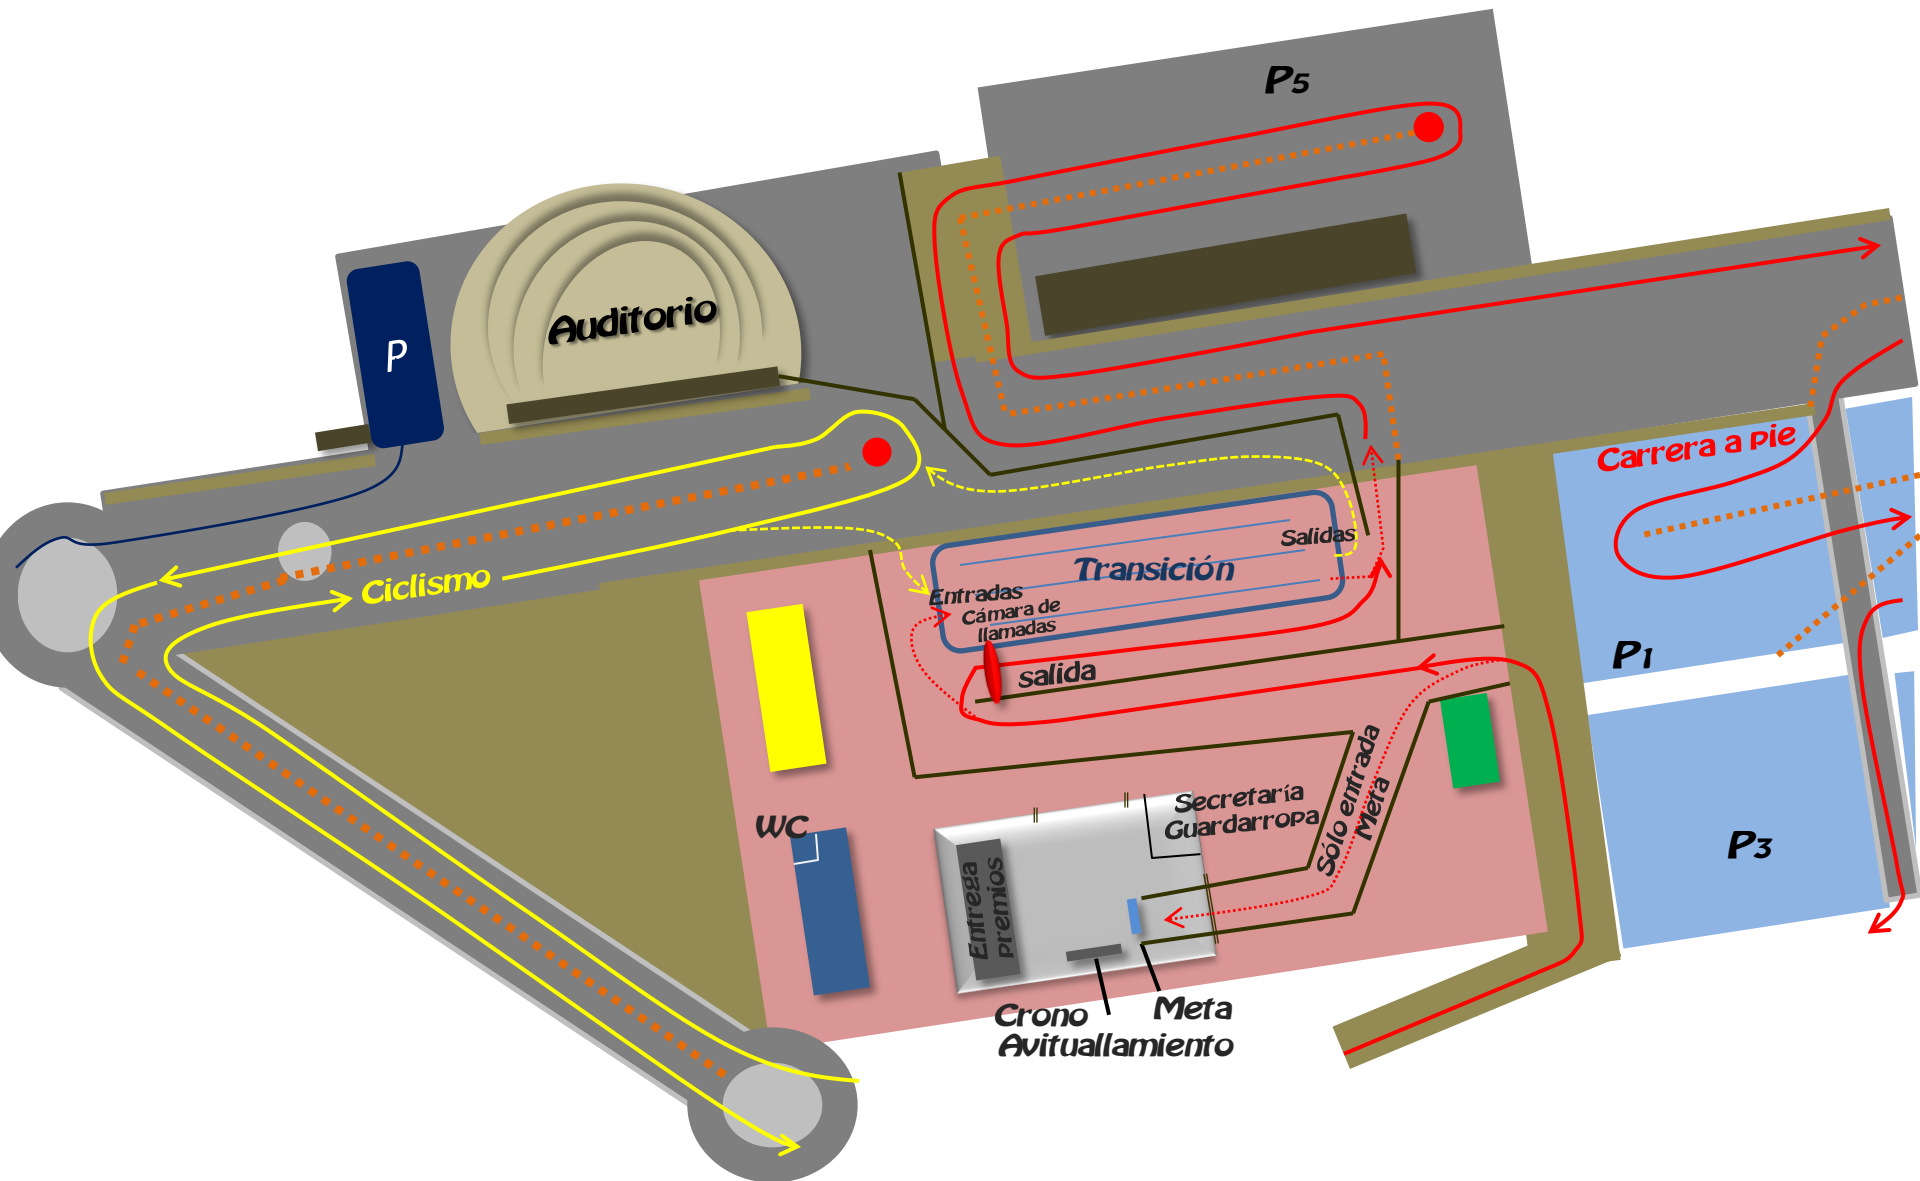 P5
Auditorio
P
Carrera a pie
Ciclismo
Salidas
Transición
Entradas
Cámara de
llamadas
salida
P1
P3
Sólo entrada
Meta
Secretaría
Guardarropa
WC
Entrega
premios
Crono
Meta
Avituallamiento